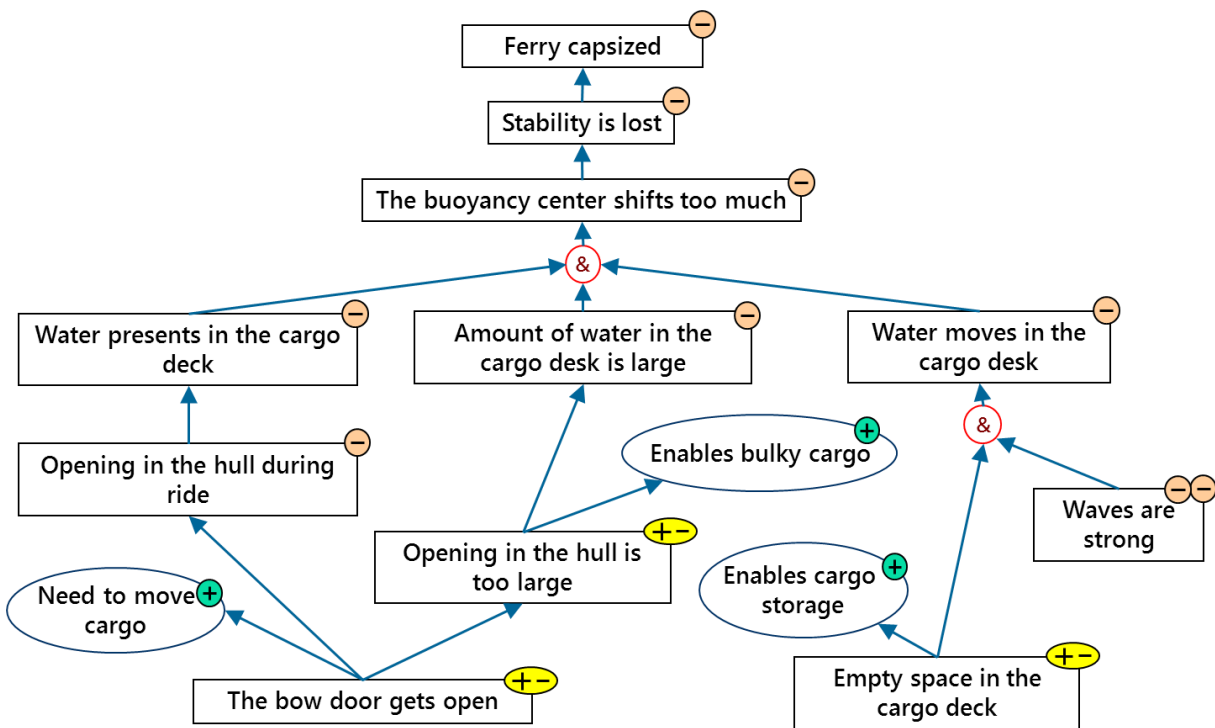 −
Ferry capsized
−
Stability is lost
−
The buoyancy center shifts too much
&
−
Water presents in the cargo
deck
−
Amount of water in the
cargo desk is large
−
Water moves in the
cargo desk
&
−
Opening in the hull during
ride
+
Enables bulky cargo
− −
Waves are
strong
+ −
Opening in the hull is
too large
+
Enables cargo
storage
+
Need to move
cargo
+ −
The bow door gets open
+ −
Empty space in the
cargo deck